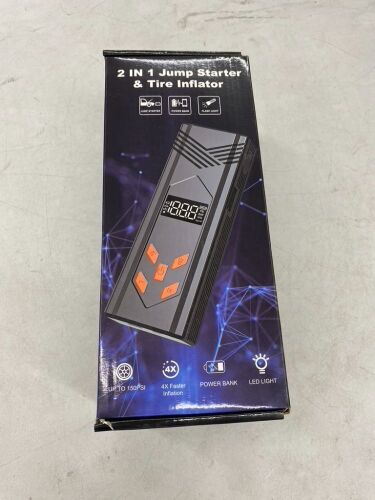 2 IN 1 Jump Starter
& Tire Inflator
JUMP STARTER POWER BANK FLASH LIGHT
UP TO 150PSI
4X
4X Faster
Inflation
POWER BANK
LED LIGHT